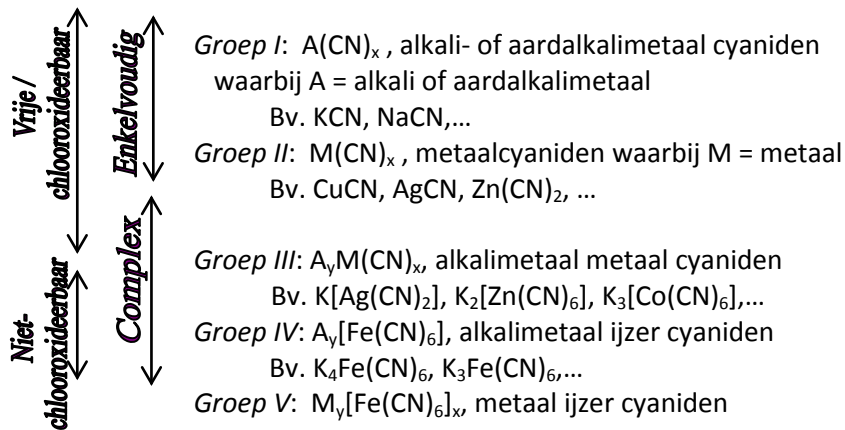 Vrije /
chlooroxideerbaar
Niet-
chlooroxideerbaar
Enkelvoudig
Complex
Groep I: A(CN)ₓ , alkali- of aardalkalimetaal cyaniden
waarbij A = alkali of aardalkalimetaal
Bv. KCN, NaCN,...
Groep II: M(CN)ₓ , metaalcyaniden waarbij M = metaal
Bv. CuCN, AgCN, Zn(CN)₂, ...
Groep III: AᵧM(CN)ₓ, alkalimetaal metaal cyaniden
Bv. K[Ag(CN)₂], K₂[Zn(CN)₆], K₃[Co(CN)₆],...
Groep IV: Aᵧ[Fe(CN)₆], alkalimetaal ijzer cyaniden
Bv. K₄Fe(CN)₆, K₃Fe(CN)₆,...
Groep V: Mᵧ[Fe(CN)₆]ₓ, metaal ijzer cyaniden